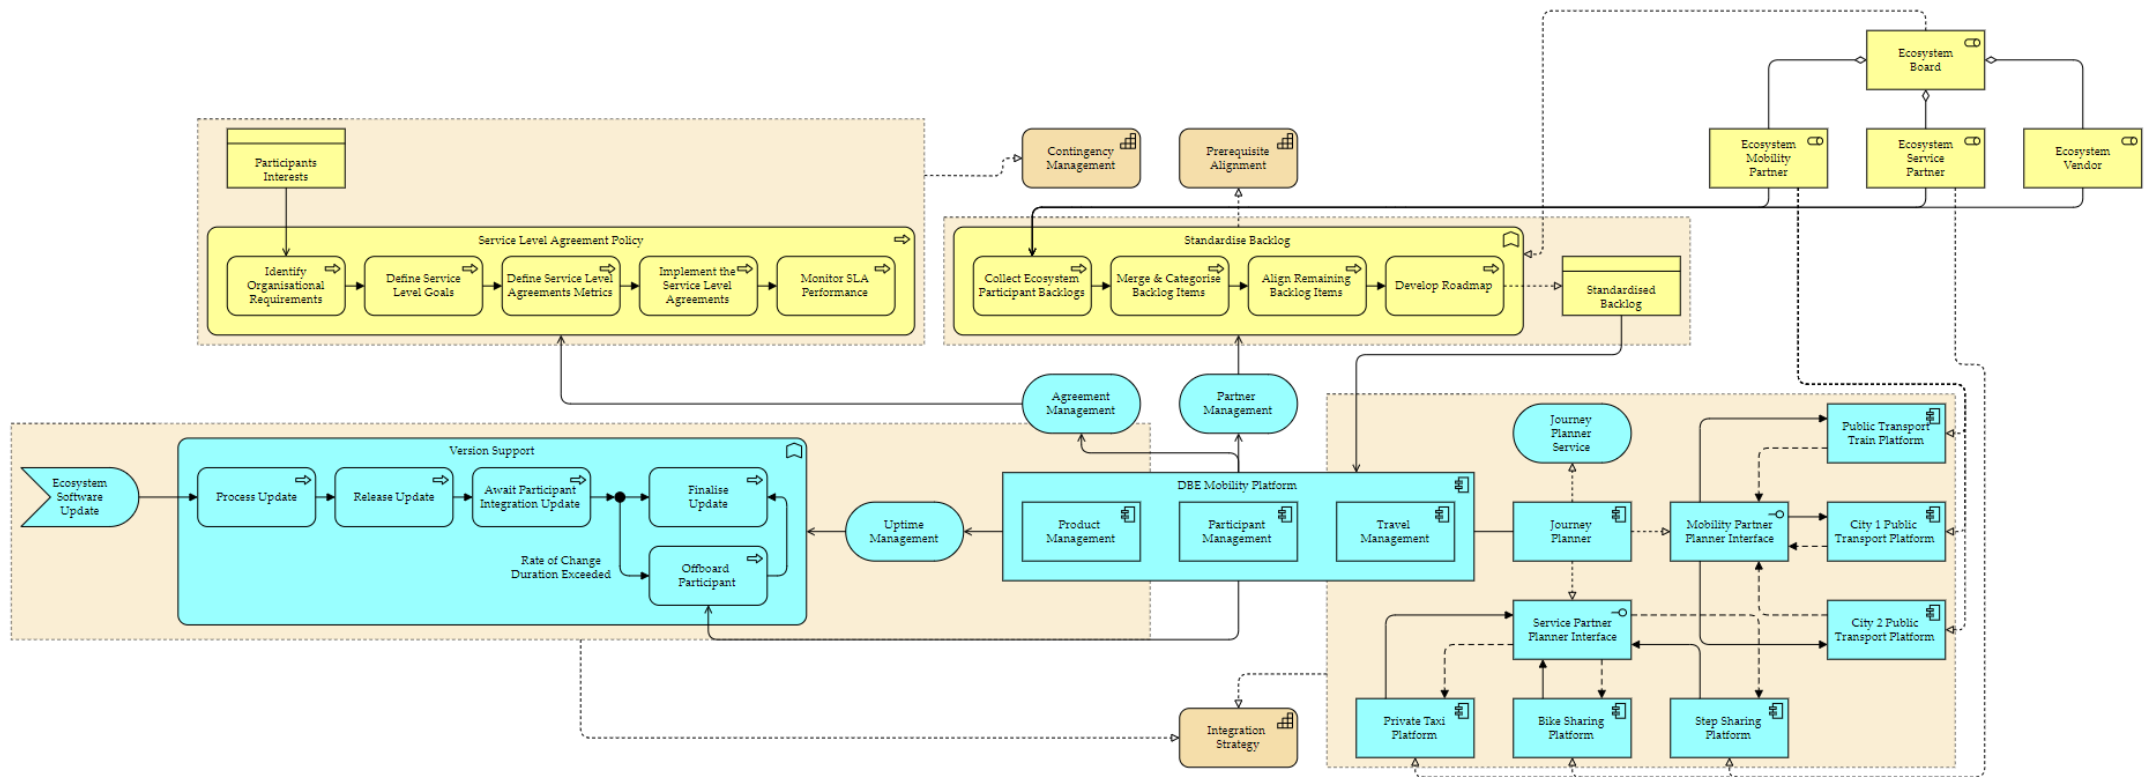 Ecosystem
Board
Participants
Interests
Contingency
Management
Prerequisite
Alignment
Ecosystem
Mobility
Partner
Ecosystem
Service
Partner
Ecosystem
Vendor
Service Level Agreement Policy
Identify
Organisational
Requirements
Define Service
Level Goals
Define Service Level
Agreements Metrics
Implement the
Service Level
Agreements
Monitor SLA
Performance
Standardise Backlog
Collect Ecosystem
Participant Backlogs
Merge & Categorise
Backlog Items
Align Remaining
Backlog Items
Develop Roadmap
Standardised
Backlog
Agreement
Management
Partner
Management
Version Support
Ecosystem
Software
Update
Process Update
Release Update
Await Participant
Integration Update
Finalise
Update
Rate of Change
Duration Exceeded
Offboard
Participant
Uptime
Management
DBE Mobility Platform
Product
Management
Participant
Management
Travel
Management
Journey
Planner
Service
Public Transport
Train Platform
Journey
Planner
Mobility Partner
Planner Interface
City 1 Public
Transport Platform
Service Partner
Planner Interface
City 2 Public
Transport Platform
Integration
Strategy
Private Taxi
Platform
Bike Sharing
Platform
Step Sharing
Platform